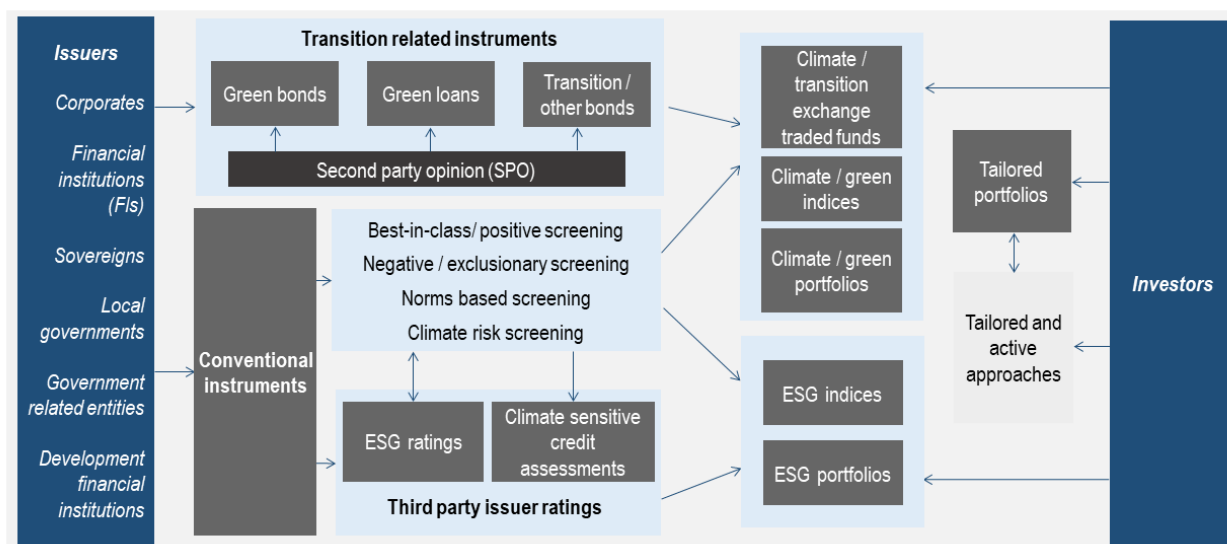 Issuers
Corporates
Financial
institutions
(FIs)
Sovereigns
Local
governments
Government
related entities
Development
financial
institutions
Transition related instruments
Green bonds
Green loans
Transition /
other bonds
Second party opinion (SPO)
Conventional
instruments
Best-in-class/ positive screening
Negative / exclusionary screening
Norms based screening
Climate risk screening
ESG ratings
Climate sensitive
credit
assessments
Third party issuer ratings
Climate /
transition
exchange
traded funds
Climate / green
indices
Climate / green
portfolios
ESG indices
ESG portfolios
Tailored
portfolios
Tailored and
active
approaches
Investors